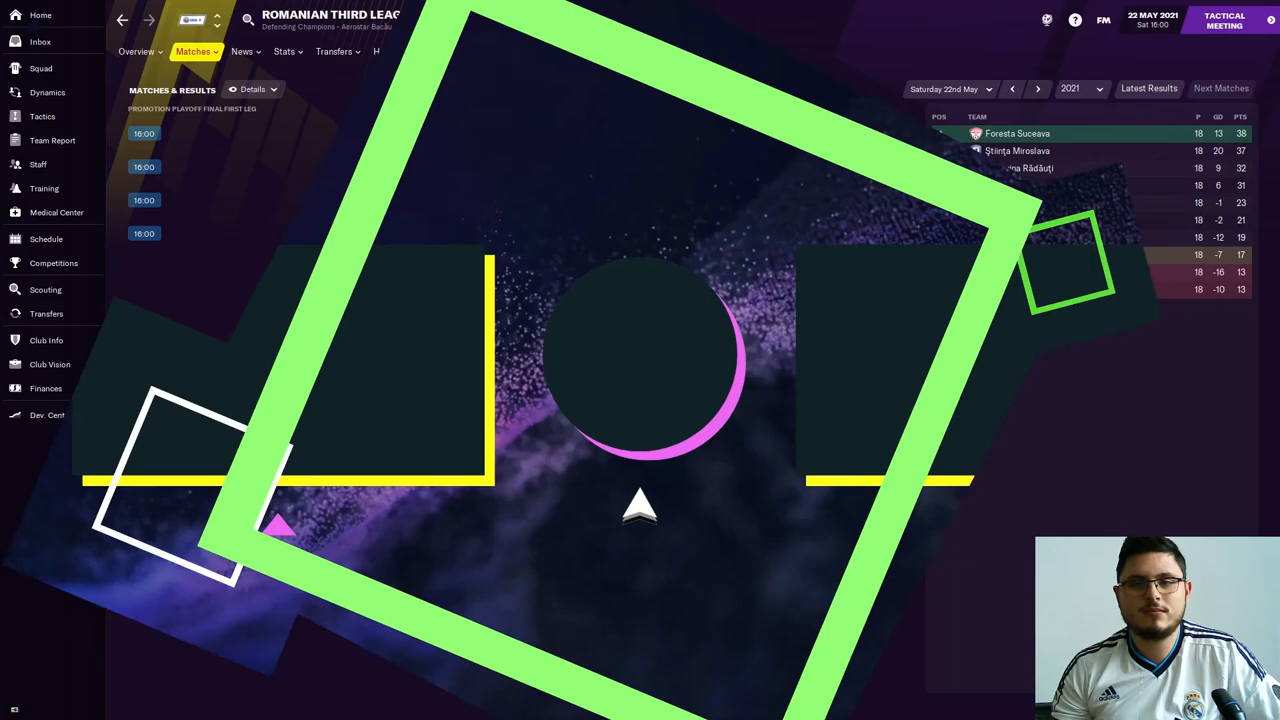 Home
Inbox
Squad
Dynamics
Tactics
Team Report
Staff
Training
Medical Center
Schedule
Competitions
Scouting
Transfers
Club Info
Club Vision
Finances
Dev. Cent
ROMANIAN THIRD LEAG
Defending Champions - Aerostar Bacău
FM
22 MAY 2021
Sat 16:00
TACTICAL
MEETING
Overview Matches News Stats Transfers H
MATCHES & RESULTS Details
PROMOTION PLAYOFF FINAL FIRST LEG
16:00
16:00
16:00
16:00
Saturday 22nd May 2021 Latest Results Next Matches
POS TEAM P GD PTS
Foresta Suceava 18 13 38
Știința Miroslava 18 20 37
Rădăuţi 18 9 32
18 6 31
18 -1 23
18 -2 21
18 -12 19
18 -7 17
18 -16 13
18 -10 13
adidas